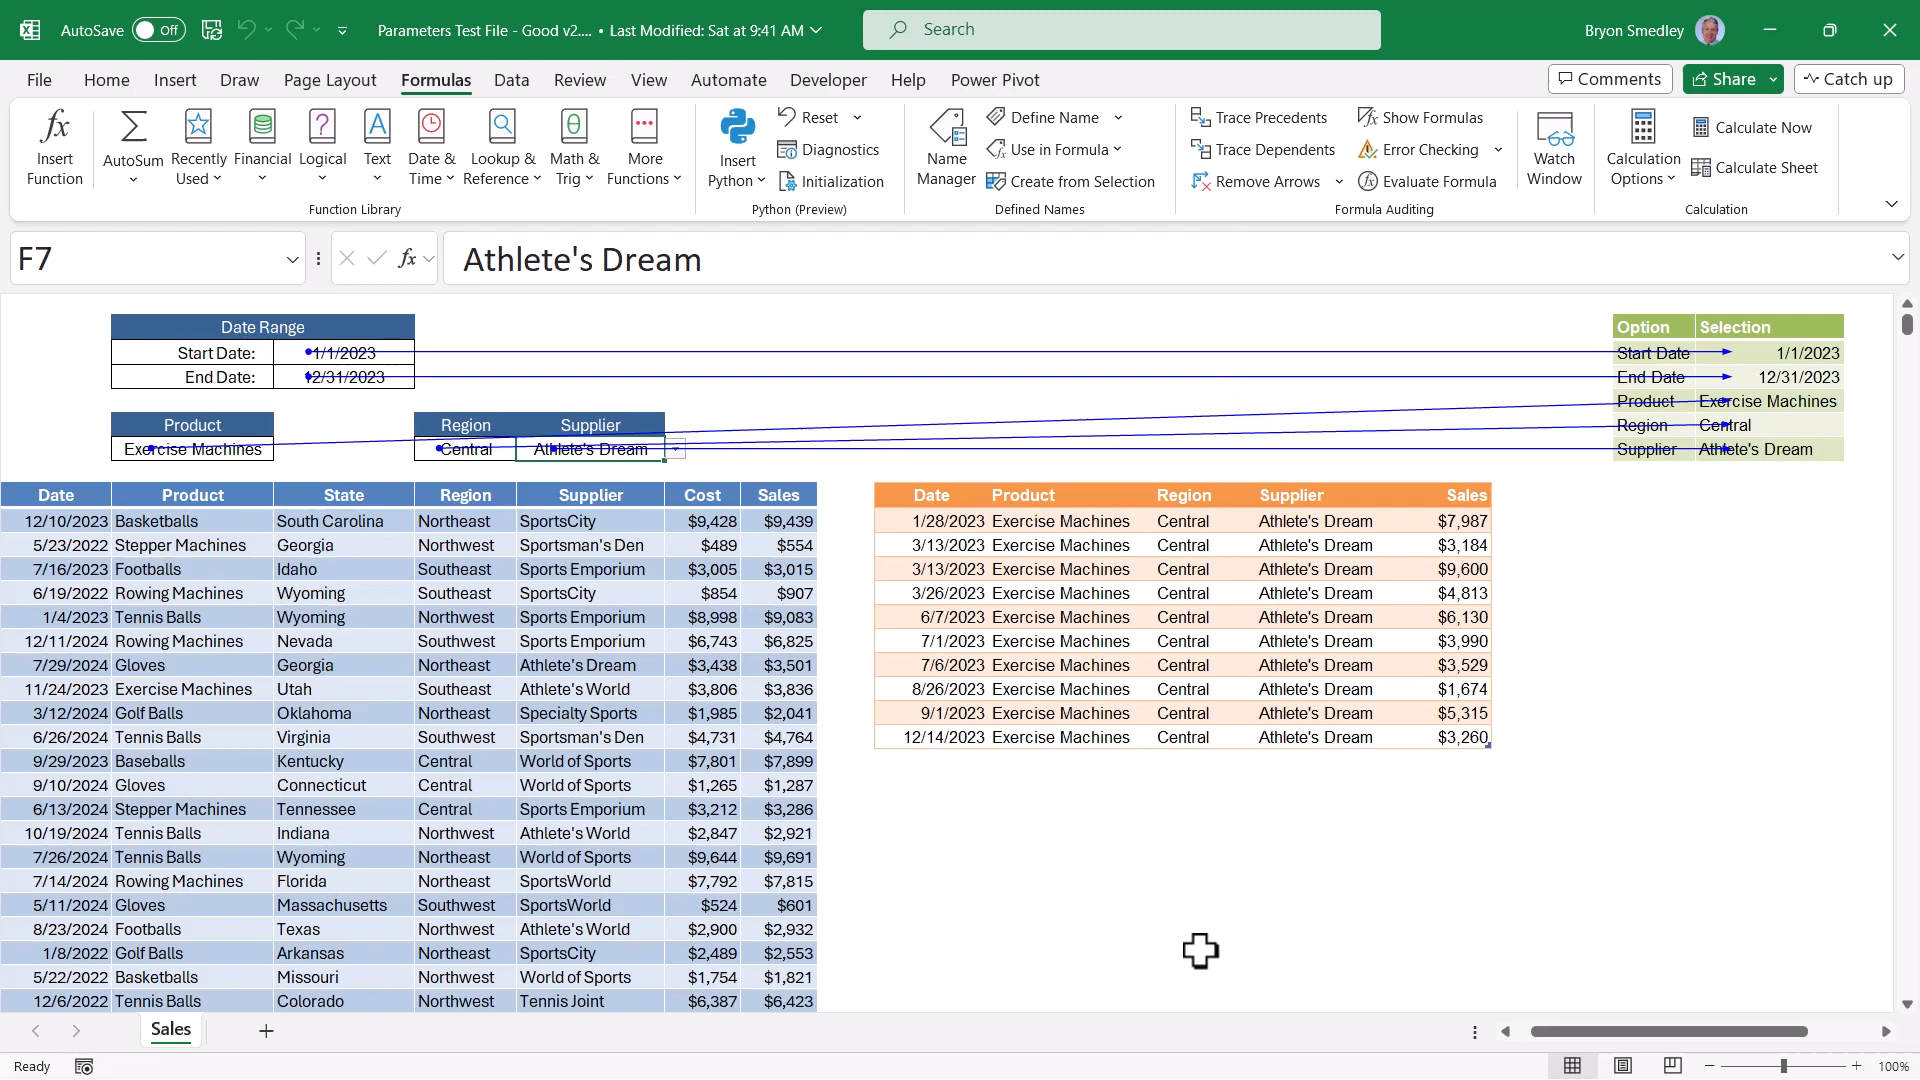 AutoSave Off Parameters Test File - Good v2.... • Last Modified: Sat at 9:41 AM Search Bryon Smedley
File Home Insert Draw Page Layout Formulas Data Review View Automate Developer Help Power Pivot Comments Share Catch up
Insert Function
AutoSum
Recently Used
Financial
Logical
Text
Date & Time
Lookup & Reference
Math & Trig
More Functions
Function Library
Insert Python
Reset
Diagnostics
Initialization
Python (Preview)
Name Manager
Define Name
Use in Formula
Create from Selection
Defined Names
Trace Precedents
Trace Dependents
Remove Arrows
Show Formulas
Error Checking
Evaluate Formula
Formula Auditing
Watch Window
Calculation Options
Calculate Now
Calculate Sheet
Calculation
F7 fx Athlete's Dream
Date Range
Start Date: 1/1/2023
End Date: 12/31/2023
Product
Exercise Machines
Region Supplier
Central Athlete's Dream
Option Selection
Start Date 1/1/2023
End Date 12/31/2023
Product Exercise Machines
Region Central
Supplier Athlete's Dream
Date Product State Region Supplier Cost Sales
12/10/2023 Basketballs South Carolina Northeast SportsCity $9,428 $9,439
5/23/2022 Stepper Machines Georgia Northwest Sportsman's Den $489 $554
7/16/2023 Footballs Idaho Southeast Sports Emporium $3,005 $3,015
6/19/2022 Rowing Machines Wyoming Southeast SportsCity $854 $907
1/4/2023 Tennis Balls Wyoming Northwest Sports Emporium $8,998 $9,083
12/11/2024 Rowing Machines Nevada Southwest Sports Emporium $6,743 $6,825
7/29/2024 Gloves Georgia Northeast Athlete's Dream $3,438 $3,501
11/24/2023 Exercise Machines Utah Southeast Athlete's World $3,806 $3,836
3/12/2024 Golf Balls Oklahoma Northeast Specialty Sports $1,985 $2,041
6/26/2024 Tennis Balls Virginia Southwest Sportsman's Den $4,731 $4,764
9/29/2023 Baseballs Kentucky Central World of Sports $7,801 $7,899
9/10/2024 Gloves Connecticut Central World of Sports $1,265 $1,287
6/13/2024 Stepper Machines Tennessee Central Sports Emporium $3,212 $3,286
10/19/2024 Tennis Balls Indiana Northwest Athlete's World $2,847 $2,921
7/26/2024 Tennis Balls Wyoming Northeast World of Sports $9,644 $9,691
7/14/2024 Rowing Machines Florida Northeast SportsWorld $7,792 $7,815
5/11/2024 Gloves Massachusetts Southwest SportsWorld $524 $601
8/23/2024 Footballs Texas Northwest Athlete's World $2,900 $2,932
1/8/2022 Golf Balls Arkansas Northeast SportsCity $2,489 $2,553
5/22/2022 Basketballs Missouri Northwest World of Sports $1,754 $1,821
12/6/2022 Tennis Balls Colorado Northwest Tennis Joint $6,387 $6,423
Date Product Region Supplier Sales
1/28/2023 Exercise Machines Central Athlete's Dream $7,987
3/13/2023 Exercise Machines Central Athlete's Dream $3,184
3/13/2023 Exercise Machines Central Athlete's Dream $9,600
3/26/2023 Exercise Machines Central Athlete's Dream $4,813
6/7/2023 Exercise Machines Central Athlete's Dream $6,130
7/1/2023 Exercise Machines Central Athlete's Dream $3,990
7/6/2023 Exercise Machines Central Athlete's Dream $3,529
8/26/2023 Exercise Machines Central Athlete's Dream $1,674
9/1/2023 Exercise Machines Central Athlete's Dream $5,315
12/14/2023 Exercise Machines Central Athlete's Dream $3,260
Sales
Ready 100%